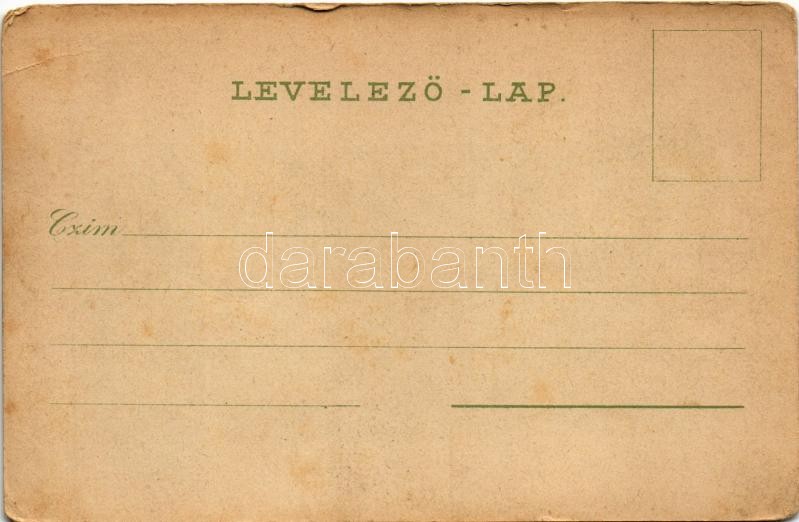 LEVELEZÖ - LAP.
Czim
darabanth